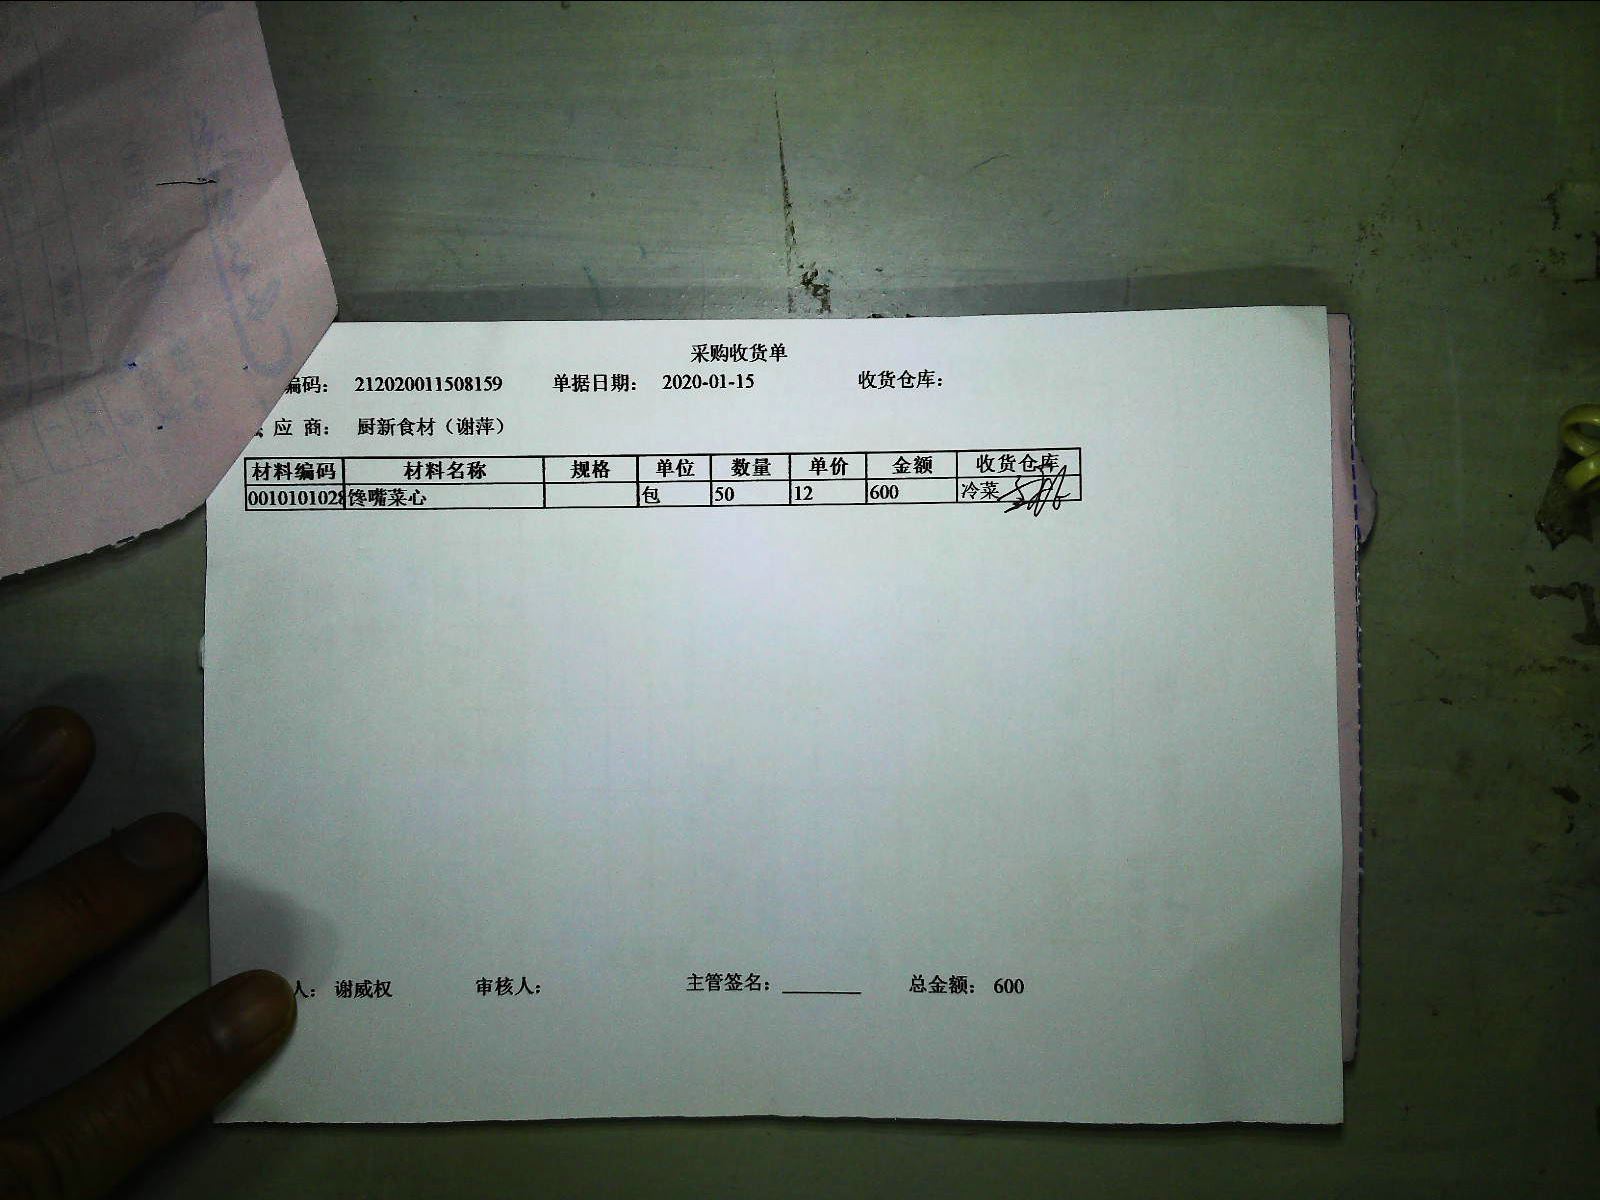 采购收货单
编码： 212020011508159 单据日期： 2020-01-15 收货仓库：
应 商： 厨新食材（谢萍）
材料编码 材料名称 规格 单位 数量 单价 金额 收货仓库
0010101028 馋嘴菜心 包 50 12 600 冷菜
人： 谢威权 审核人： 主管签名： 总金额： 600